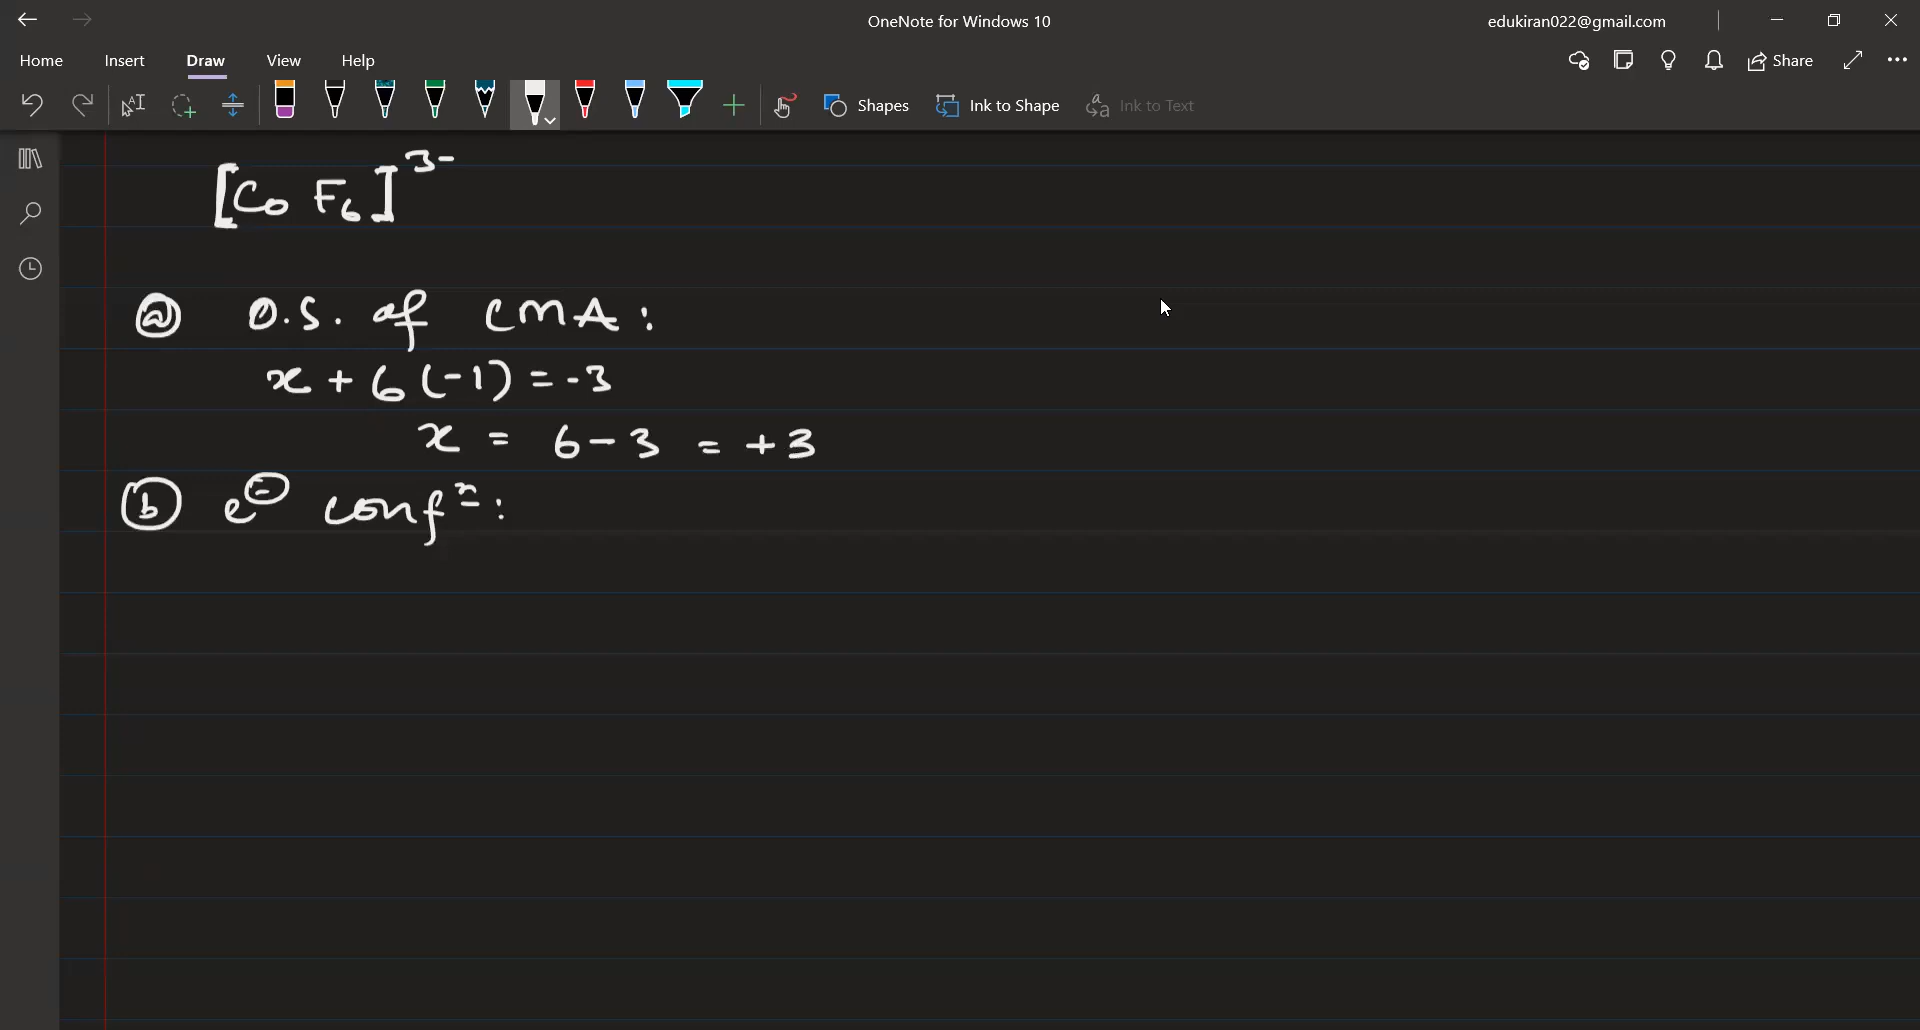 OneNote for Windows 10
edukiran022@gmail.com
Home Insert Draw View Help
Share
Shapes Ink to Shape Ink to Text
[Co F₆]³⁻
ⓐ O.S. of CMA :
x + 6 (-1) = -3
x = 6 - 3 = +3
ⓑ e⊖ confⁿ :